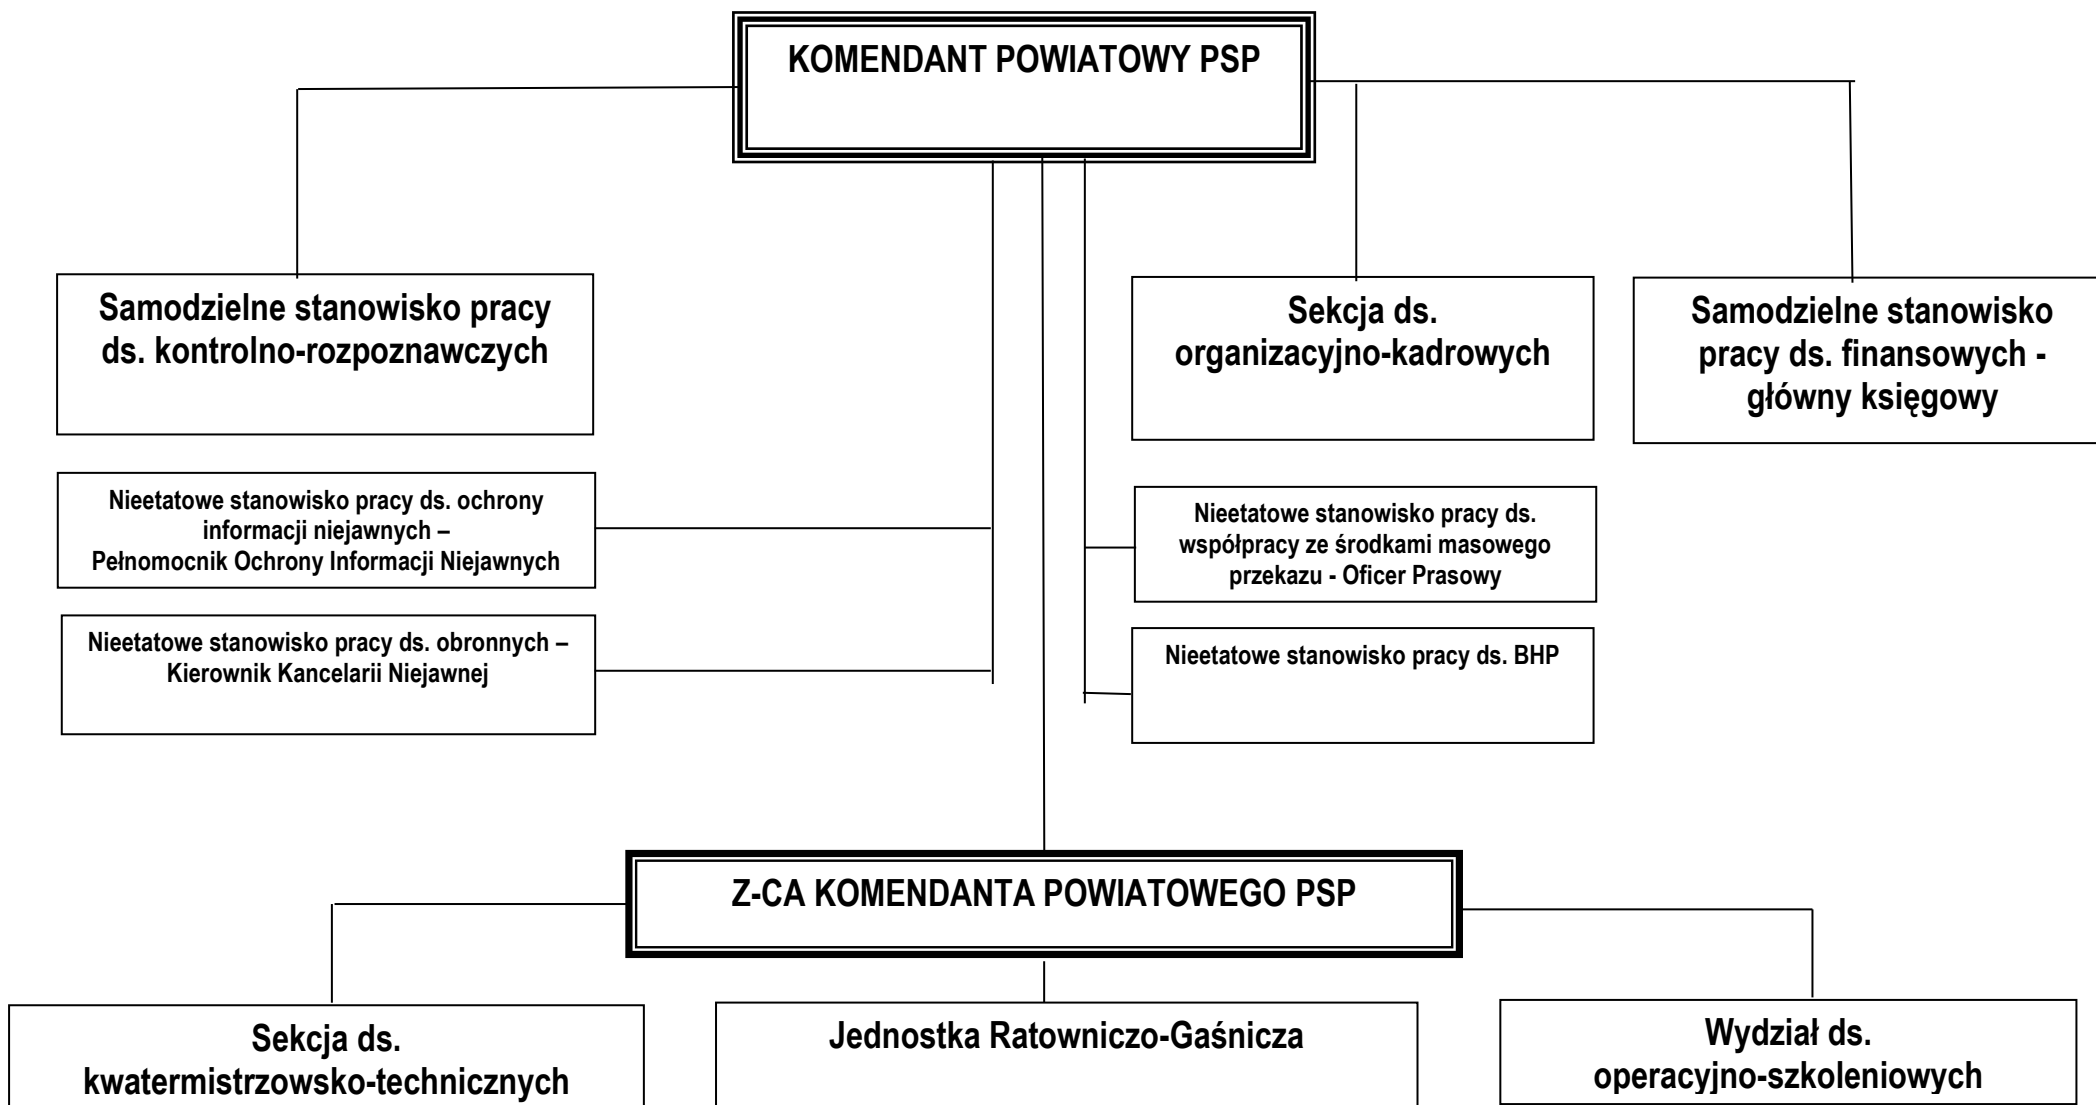 KOMENDANT POWIATOWY PSP
Samodzielne stanowisko pracy
ds. kontrolno-rozpoznawczych
Sekcja ds.
organizacyjno-kadrowych
Samodzielne stanowisko
pracy ds. finansowych -
główny księgowy
Nieetatowe stanowisko pracy ds. ochrony
informacji niejawnych –
Pełnomocnik Ochrony Informacji Niejawnych
Nieetatowe stanowisko pracy ds.
współpracy ze środkami masowego
przekazu - Oficer Prasowy
Nieetatowe stanowisko pracy ds. obronnych –
Kierownik Kancelarii Niejawnej
Nieetatowe stanowisko pracy ds. BHP
Z-CA KOMENDANTA POWIATOWEGO PSP
Sekcja ds.
kwatermistrzowsko-technicznych
Jednostka Ratowniczo-Gaśnicza
Wydział ds.
operacyjno-szkoleniowych